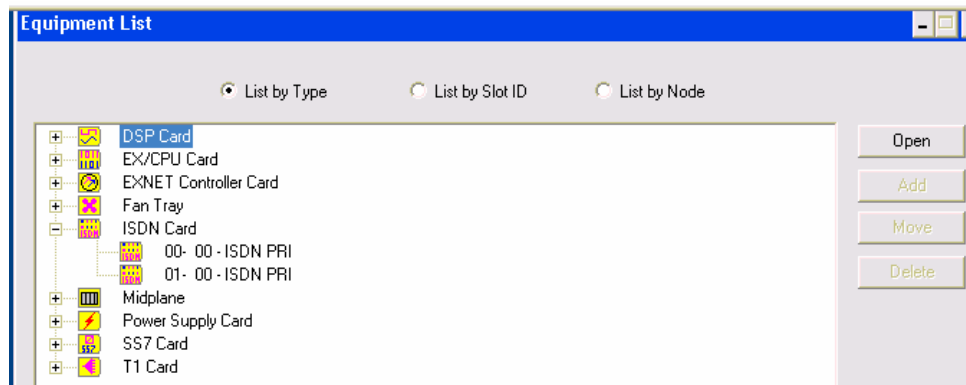 Equipment List
List by Type List by Slot ID List by Node
DSP Card
EX/CPU Card
EXNET Controller Card
Fan Tray
ISDN Card
00- 00 - ISDN PRI
01- 00 - ISDN PRI
Midplane
Power Supply Card
SS7 Card
T1 Card
Open
Add
Move
Delete